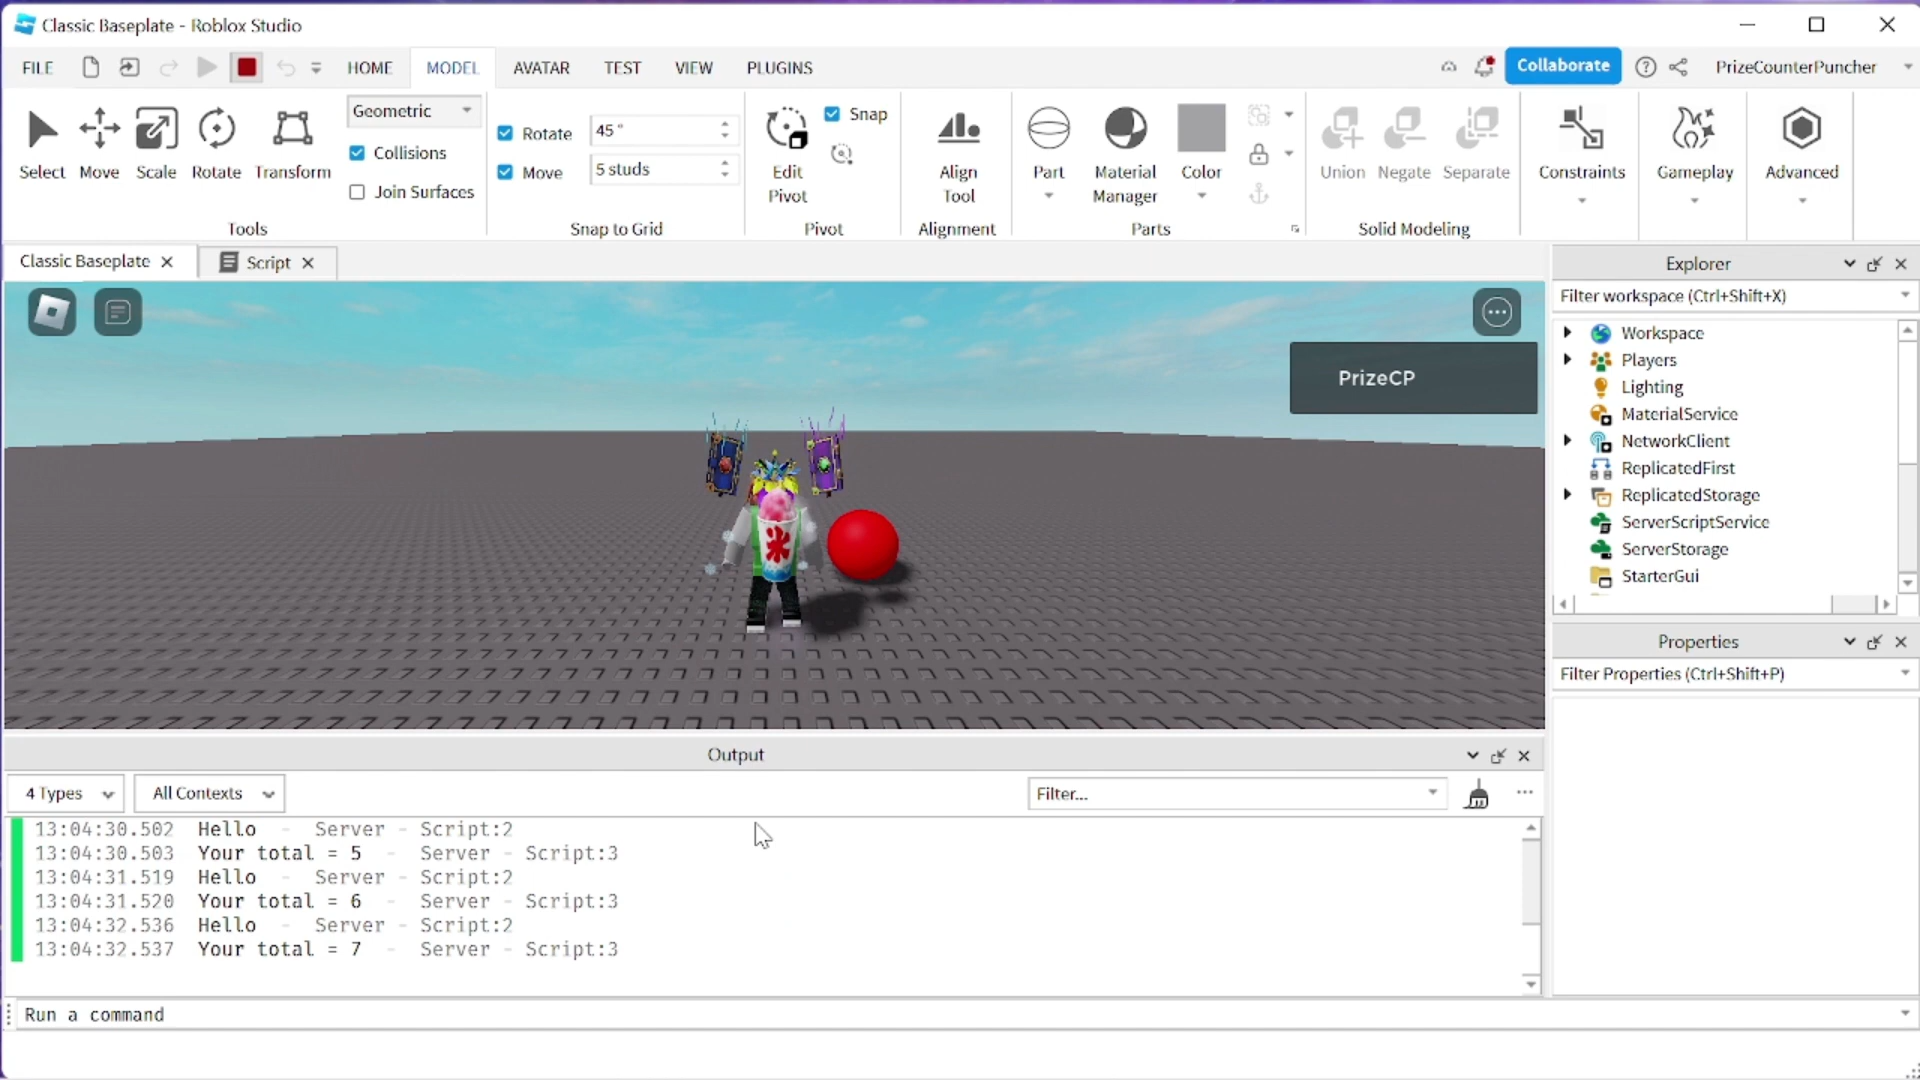 Classic Baseplate - Roblox Studio
FILE HOME MODEL AVATAR TEST VIEW PLUGINS Collaborate PrizeCounterPuncher
Select Move Scale Rotate Transform
Geometric
Collisions
Join Surfaces
Tools
Rotate 45 °
Move 5 studs
Snap to Grid
Edit Pivot
Snap
Pivot
Align Tool
Alignment
Part
Material Manager
Color
Parts
Union Negate Separate
Solid Modeling
Constraints
Gameplay
Advanced
Classic Baseplate
Script
PrizeCP
氷
Explorer
Filter workspace (Ctrl+Shift+X)
Workspace
Players
Lighting
MaterialService
NetworkClient
ReplicatedFirst
ReplicatedStorage
ServerScriptService
ServerStorage
StarterGui
Properties
Filter Properties (Ctrl+Shift+P)
Output
4 Types All Contexts Filter...
13:04:30.502 Hello - Server - Script:2
13:04:30.503 Your total = 5 - Server - Script:3
13:04:31.519 Hello - Server - Script:2
13:04:31.520 Your total = 6 - Server - Script:3
13:04:32.536 Hello - Server - Script:2
13:04:32.537 Your total = 7 - Server - Script:3
Run a command